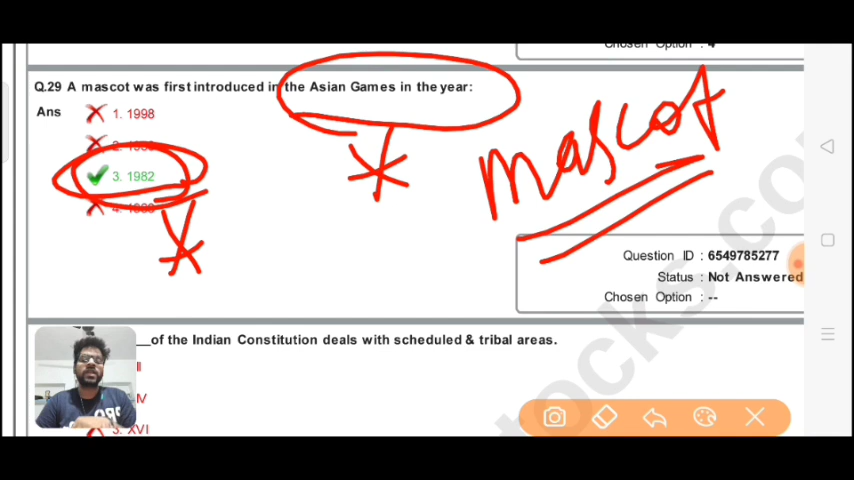 Chosen Option : 4
Q.29 A mascot was first introduced in the Asian Games in the year:
Ans
1. 1998
3. 1982
mascot
Question ID : 6549785277
Status : Not Answered
Chosen Option : --
of the Indian Constitution deals with scheduled & tribal areas.
3. XVI